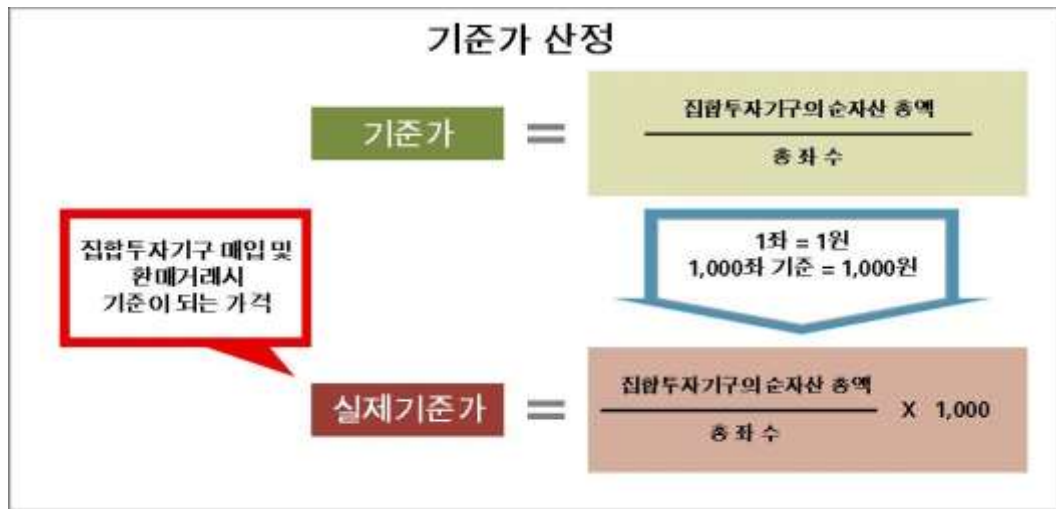 기준가 산정
기준가
=
집합투자기구의 순자산 총액
총 좌 수
집합투자기구 매입 및
환매거래시
기준이 되는 가격
1좌 = 1원
1,000좌 기준 = 1,000원
실제기준가
=
집합투자기구의 순자산 총액
총 좌 수
X 1,000